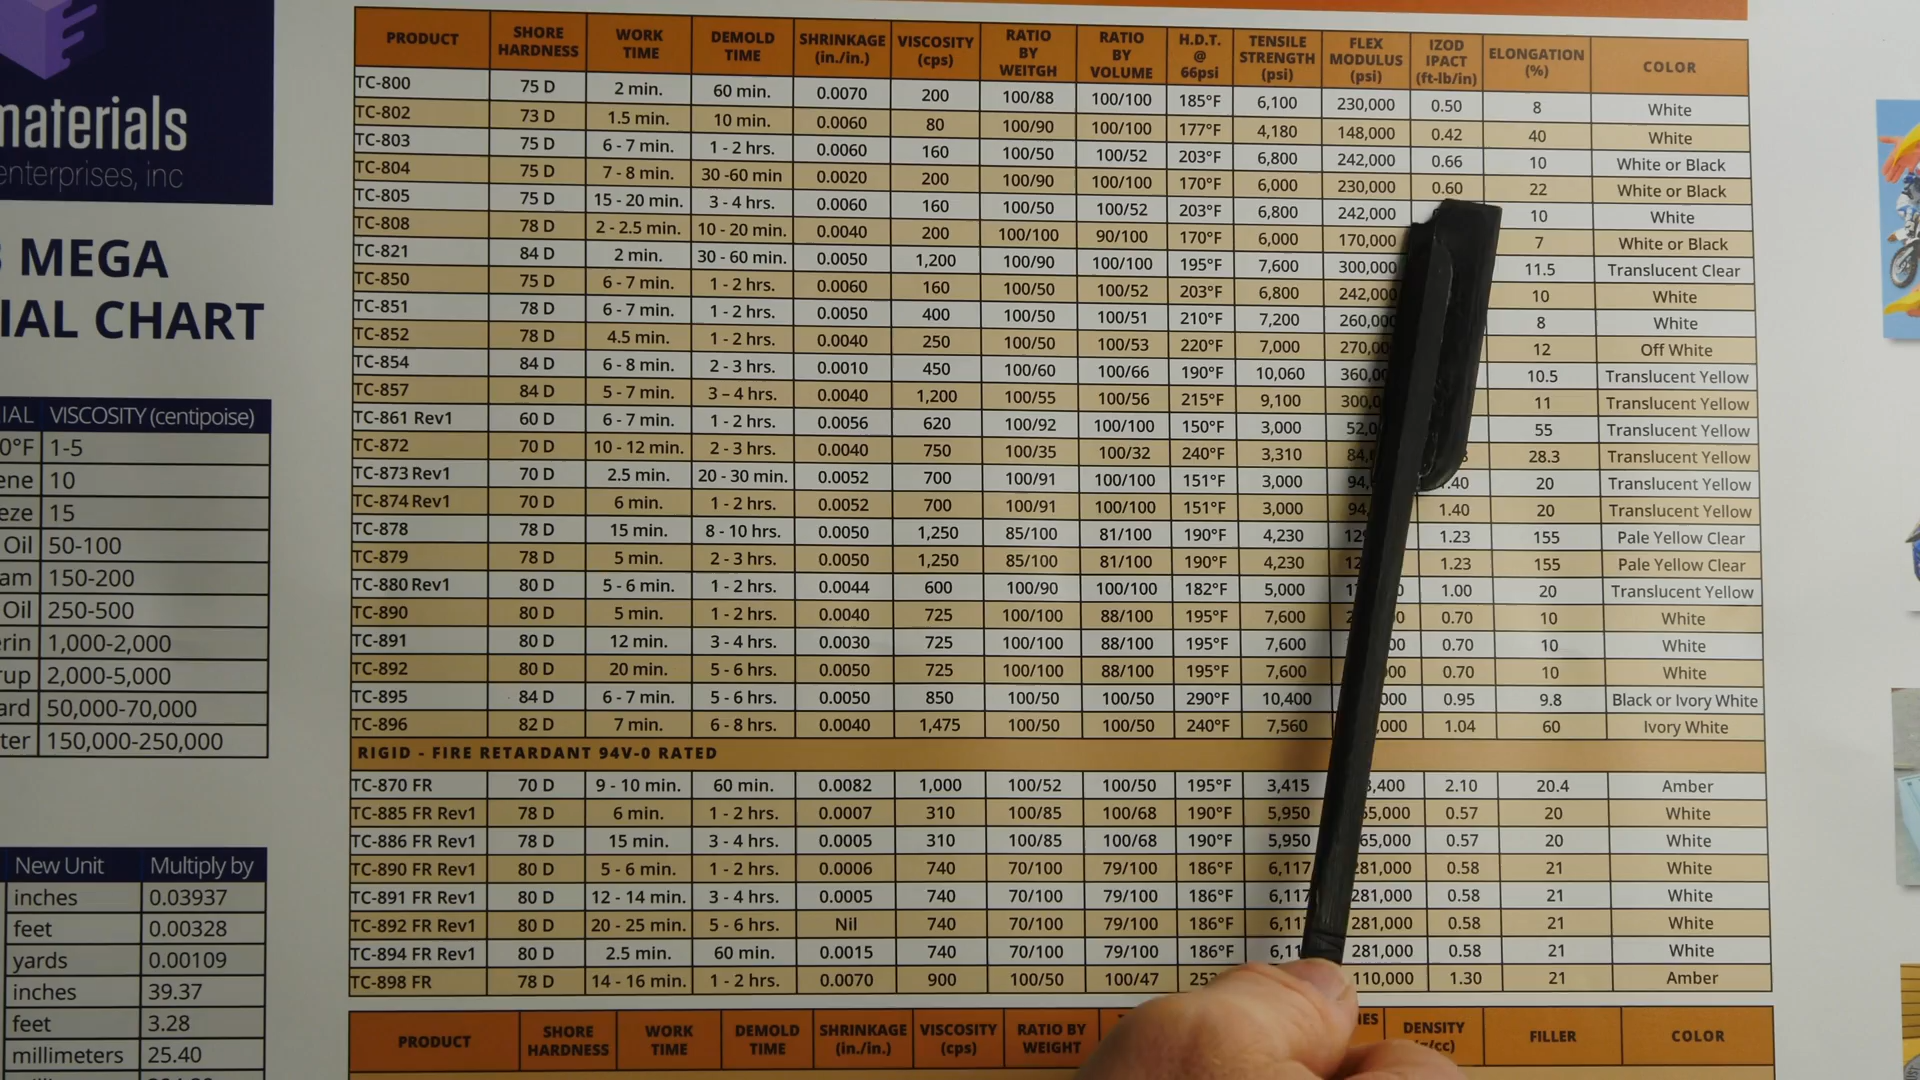 materials
enterprises, inc
MEGA
CHART
VISCOSITY (centipoise)
0°F 1-5
10
15
Oil 50-100
150-200
Oil 250-500
1,000-2,000
2,000-5,000
50,000-70,000
150,000-250,000
New Unit Multiply by
inches 0.03937
feet 0.00328
yards 0.00109
inches 39.37
feet 3.28
millimeters 25.40
PRODUCT SHORE HARDNESS WORK TIME DEMOLD TIME SHRINKAGE (in./in.) VISCOSITY (cps) RATIO BY WEITGH RATIO BY VOLUME H.D.T. @ 66psi TENSILE STRENGTH (psi) FLEX MODULUS (psi) IZOD IPACT (ft-lb/in) ELONGATION (%) COLOR
TC-800 75 D 2 min. 60 min. 0.0070 200 100/88 100/100 185°F 6,100 230,000 0.50 8 White
TC-802 73 D 1.5 min. 10 min. 0.0060 80 100/90 100/100 177°F 4,180 148,000 0.42 40 White
TC-803 75 D 6 - 7 min. 1 - 2 hrs. 0.0060 160 100/50 100/52 203°F 6,800 242,000 0.66 10 White or Black
TC-804 75 D 7 - 8 min. 30 -60 min 0.0020 200 100/90 100/100 170°F 6,000 230,000 0.60 22 White or Black
TC-805 75 D 15 - 20 min. 3 - 4 hrs. 0.0060 160 100/50 100/52 203°F 6,800 242,000 10 White
TC-808 78 D 2 - 2.5 min. 10 - 20 min. 0.0040 200 100/100 90/100 170°F 6,000 170,000 7 White or Black
TC-821 84 D 2 min. 30 - 60 min. 0.0050 1,200 100/90 100/100 195°F 7,600 300,000 11.5 Translucent Clear
TC-850 75 D 6 - 7 min. 1 - 2 hrs. 0.0060 160 100/50 100/52 203°F 6,800 242,000 10 White
TC-851 78 D 6 - 7 min. 1 - 2 hrs. 0.0050 400 100/50 100/51 210°F 7,200 260,000 8 White
TC-852 78 D 4.5 min. 1 - 2 hrs. 0.0040 250 100/50 100/53 220°F 7,000 12 Off White
TC-854 84 D 6 - 8 min. 2 - 3 hrs. 0.0010 450 100/60 100/66 190°F 10,060 10.5 Translucent Yellow
TC-857 84 D 5 - 7 min. 3 – 4 hrs. 0.0040 1,200 100/55 100/56 215°F 9,100 11 Translucent Yellow
TC-861 Rev1 60 D 6 - 7 min. 1 - 2 hrs. 0.0056 620 100/92 100/100 150°F 3,000 55 Translucent Yellow
TC-872 70 D 10 - 12 min. 2 - 3 hrs. 0.0040 750 100/35 100/32 240°F 3,310 28.3 Translucent Yellow
TC-873 Rev1 70 D 2.5 min. 20 - 30 min. 0.0052 700 100/91 100/100 151°F 3,000 20 Translucent Yellow
TC-874 Rev1 70 D 6 min. 1 - 2 hrs. 0.0052 700 100/91 100/100 151°F 3,000 1.40 20 Translucent Yellow
TC-878 78 D 15 min. 8 - 10 hrs. 0.0050 1,250 85/100 81/100 190°F 4,230 1.23 155 Pale Yellow Clear
TC-879 78 D 5 min. 2 - 3 hrs. 0.0050 1,250 85/100 81/100 190°F 4,230 1.23 155 Pale Yellow Clear
TC-880 Rev1 80 D 5 - 6 min. 1 - 2 hrs. 0.0044 600 100/90 100/100 182°F 5,000 1.00 20 Translucent Yellow
TC-890 80 D 5 min. 1 - 2 hrs. 0.0040 725 100/100 88/100 195°F 7,600 0.70 10 White
TC-891 80 D 12 min. 3 - 4 hrs. 0.0030 725 100/100 88/100 195°F 7,600 0.70 10 White
TC-892 80 D 20 min. 5 - 6 hrs. 0.0050 725 100/100 88/100 195°F 7,600 0.70 10 White
TC-895 84 D 6 - 7 min. 5 - 6 hrs. 0.0050 850 100/50 100/50 290°F 10,400 0.95 9.8 Black or Ivory White
TC-896 82 D 7 min. 6 - 8 hrs. 0.0040 1,475 100/50 100/50 240°F 7,560 1.04 60 Ivory White
RIGID - FIRE RETARDANT 94V-0 RATED
TC-870 FR 70 D 9 - 10 min. 60 min. 0.0082 1,000 100/52 100/50 195°F 3,415 2.10 20.4 Amber
TC-885 FR Rev1 78 D 6 min. 1 - 2 hrs. 0.0007 310 100/85 100/68 190°F 5,950 0.57 20 White
TC-886 FR Rev1 78 D 15 min. 3 - 4 hrs. 0.0005 310 100/85 100/68 190°F 5,950 0.57 20 White
TC-890 FR Rev1 80 D 5 - 6 min. 1 - 2 hrs. 0.0006 740 70/100 79/100 186°F 6,117 281,000 0.58 21 White
TC-891 FR Rev1 80 D 12 - 14 min. 3 - 4 hrs. 0.0005 740 70/100 79/100 186°F 6,117 281,000 0.58 21 White
TC-892 FR Rev1 80 D 20 - 25 min. 5 - 6 hrs. Nil 740 70/100 79/100 186°F 281,000 0.58 21 White
TC-894 FR Rev1 80 D 2.5 min. 60 min. 0.0015 740 70/100 79/100 186°F 281,000 0.58 21 White
TC-898 FR 78 D 14 - 16 min. 1 - 2 hrs. 0.0070 900 100/50 100/47 110,000 1.30 21 Amber
PRODUCT SHORE HARDNESS WORK TIME DEMOLD TIME SHRINKAGE (in./in.) VISCOSITY (cps) RATIO BY WEIGHT DENSITY FILLER COLOR